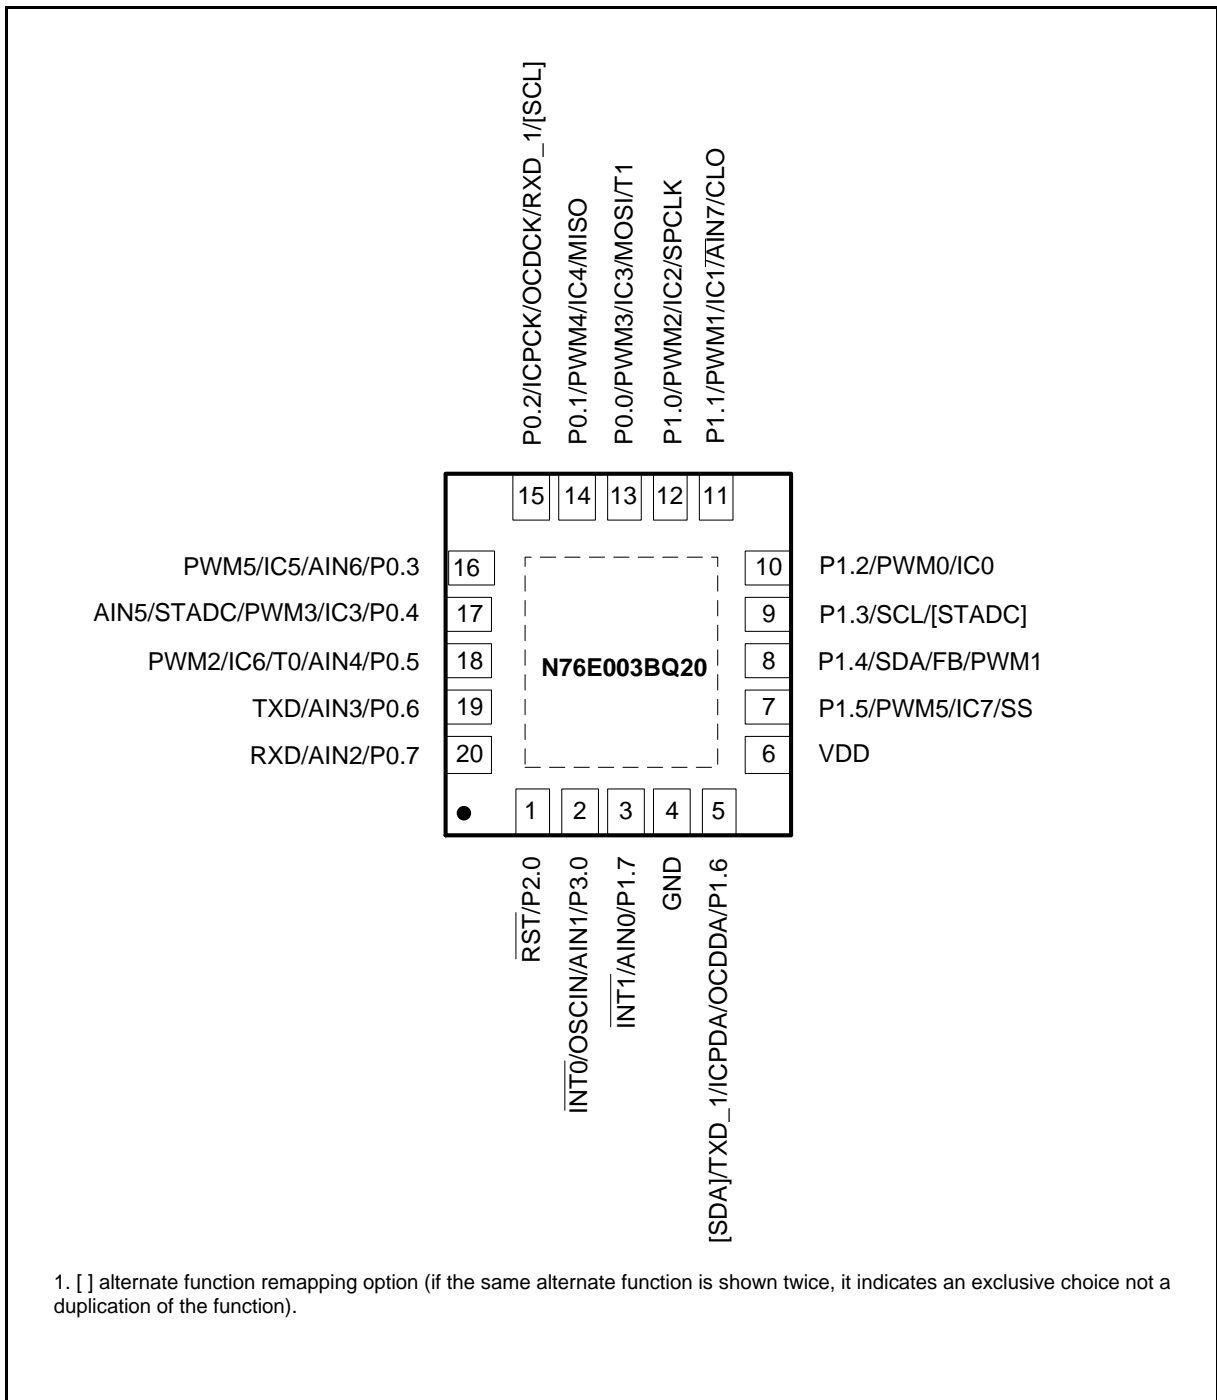 P0.2/ICPCK/OCDCK/RXD_1/[SCL]
P0.1/PWM4/IC4/MISO
P0.0/PWM3/IC3/MOSI/T1
P1.0/PWM2/IC2/SPCLK
P1.1/PWM1/IC1/AIN7/CLO
15 14 13 12 11
PWM5/IC5/AIN6/P0.3 16
AIN5/STADC/PWM3/IC3/P0.4 17
PWM2/IC6/T0/AIN4/P0.5 18
TXD/AIN3/P0.6 19
RXD/AIN2/P0.7 20
N76E003BQ20
10 P1.2/PWM0/IC0
9 P1.3/SCL/[STADC]
8 P1.4/SDA/FB/PWM1
7 P1.5/PWM5/IC7/SS
6 VDD
1 2 3 4 5
RST/P2.0
INT0/OSCIN/AIN1/P3.0
INT1/AIN0/P1.7
GND
[SDA]/TXD_1/ICPDA/OCDDA/P1.6
1. [ ] alternate function remapping option (if the same alternate function is shown twice, it indicates an exclusive choice not a
duplication of the function).